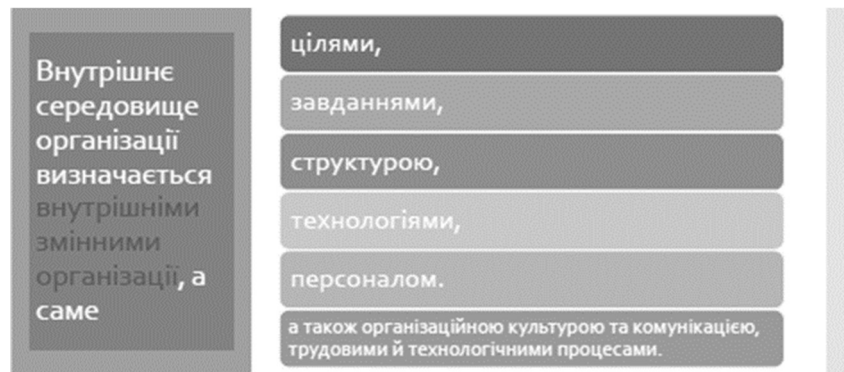 Внутрішнє
середовище
організації
визначається
внутрішніми
змінними
організації, а
саме
цілями,
завданнями,
структурою,
технологіями,
персоналом.
а також організаційною культурою та комунікацією,
трудовими й технологічними процесами.